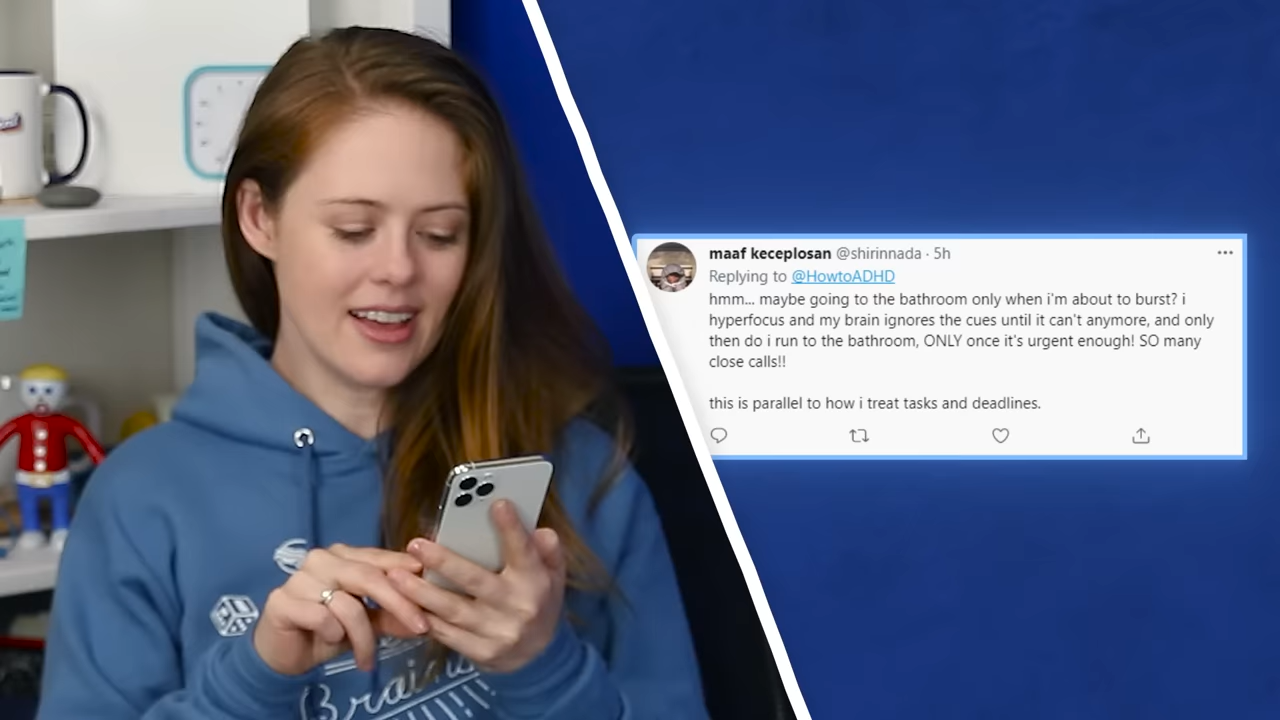 maaf keceplosan @shirinnada · 5h
Replying to @HowtoADHD
hmm... maybe going to the bathroom only when i'm about to burst? i
hyperfocus and my brain ignores the cues until it can't anymore, and only
then do i run to the bathroom, ONLY once it's urgent enough! SO many
close calls!!
this is parallel to how i treat tasks and deadlines.